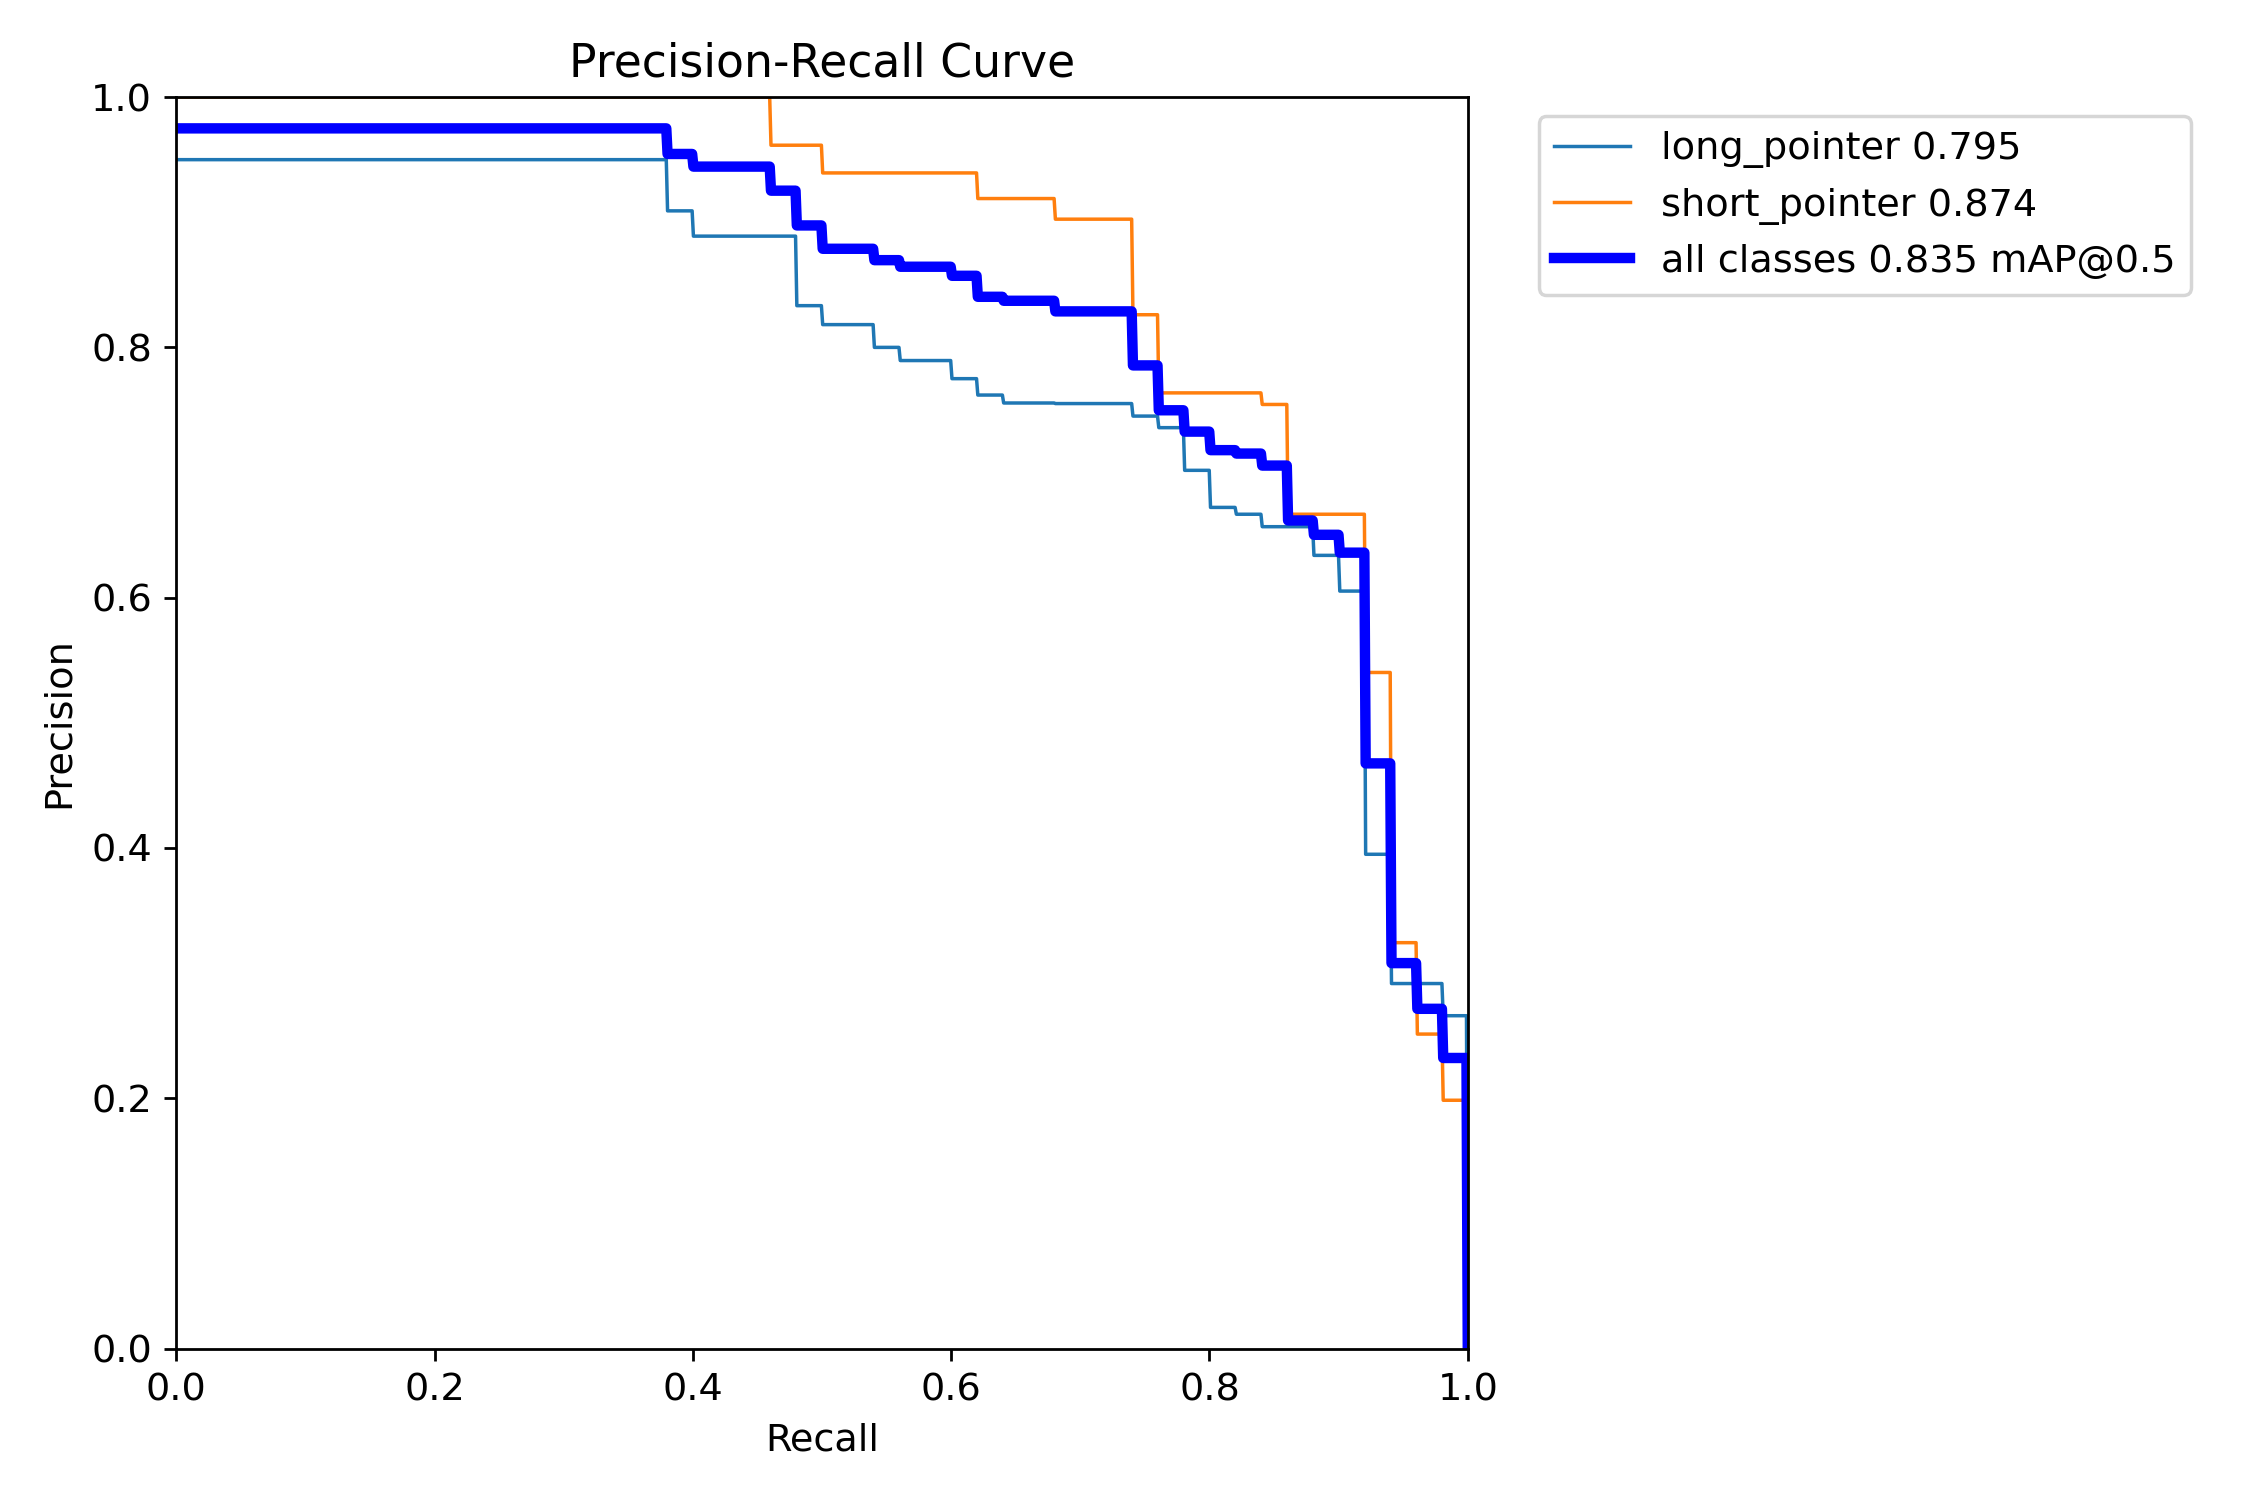 Precision-Recall Curve
1.0
0.8
0.6
0.4
0.2
0.0
Precision
0.0 0.2 0.4 0.6 0.8 1.0
Recall
long_pointer 0.795
short_pointer 0.874
all classes 0.835 mAP@0.5